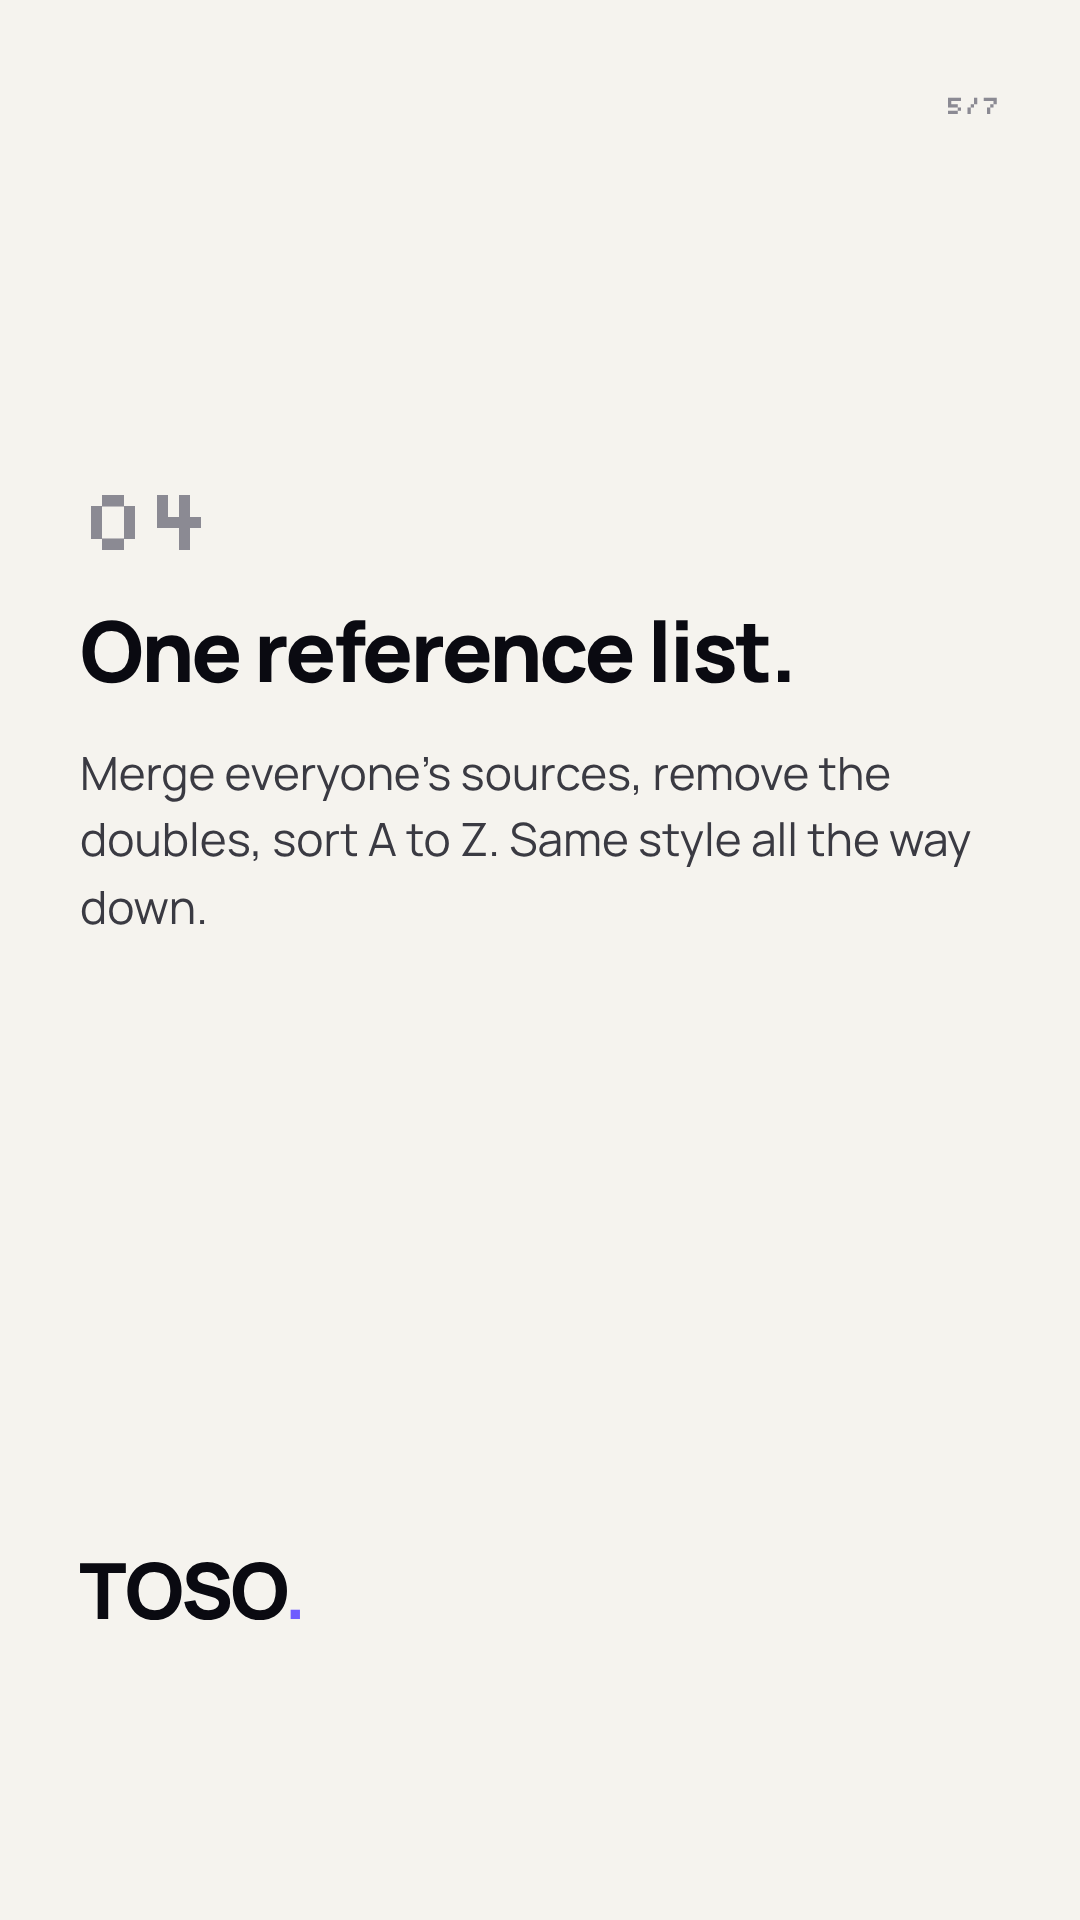 5/7
04
One reference list.
Merge everyone’s sources, remove the
doubles, sort A to Z. Same style all the way
down.
TOSO.